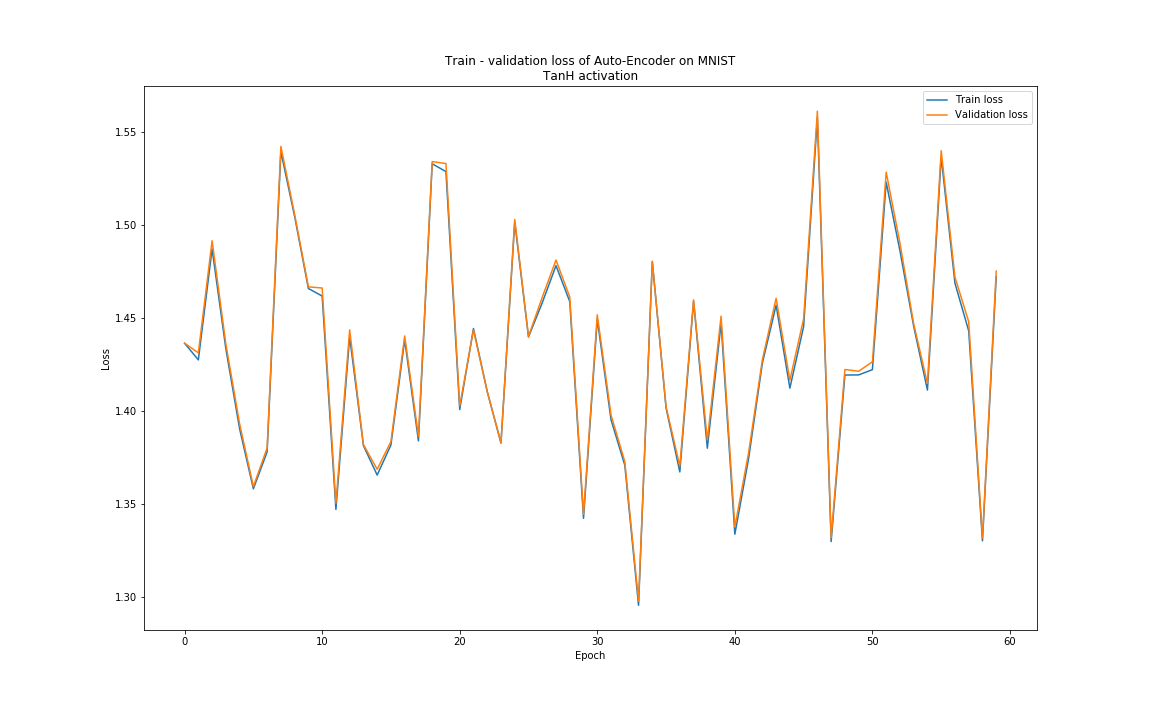 Train - validation loss of Auto-Encoder on MNIST
TanH activation
Train loss
Validation loss
1.55
1.50
1.45
1.40
1.35
1.30
Loss
0 10 20 30 40 50 60
Epoch